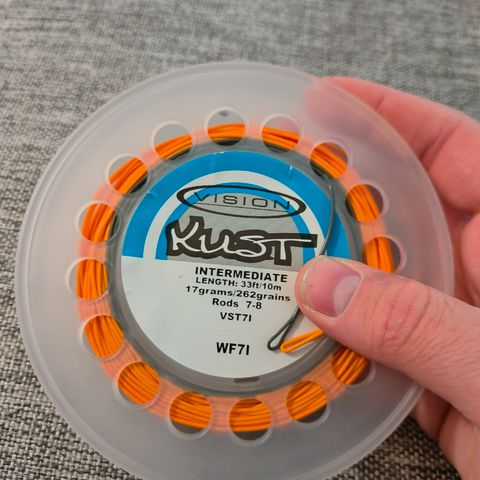 VISION
KUST
INTERMEDIATE
LENGTH: 33ft/10m
17grams/262grains
Rods 7-8
VST7I
WF7I